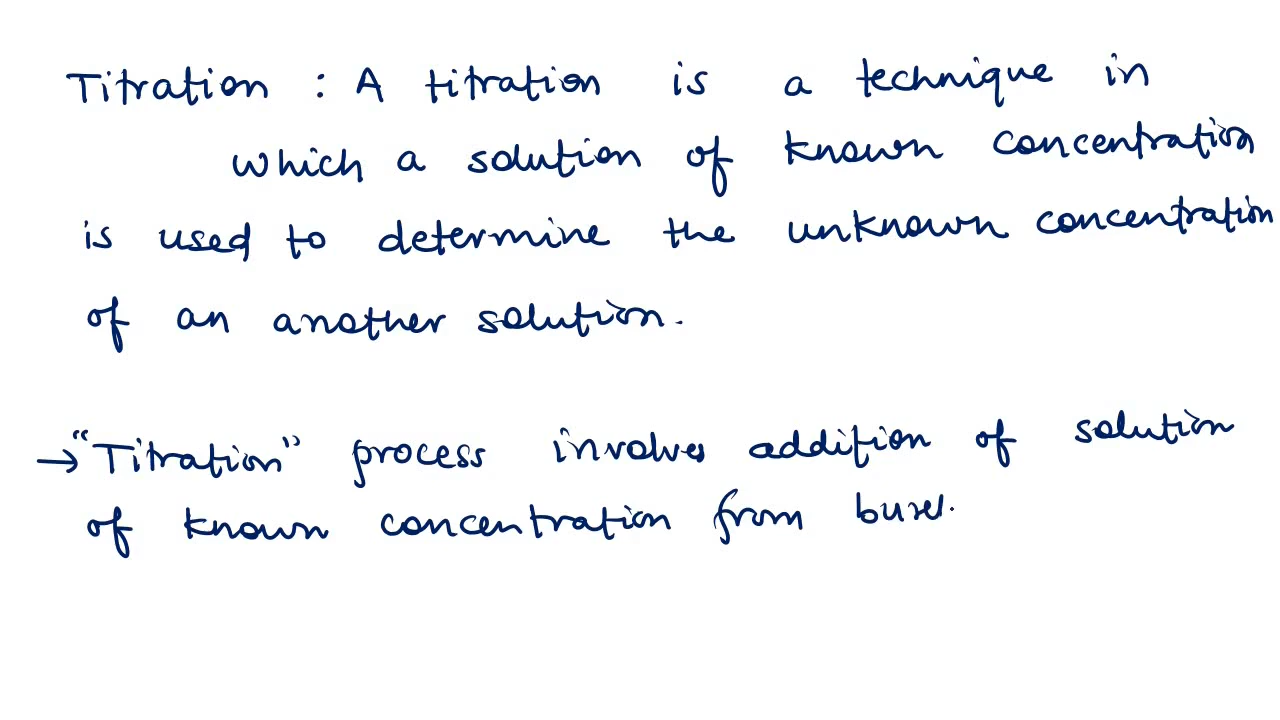 Titration : A titration is a technique in
which a solution of known concentration
is used to determine the unknown concentration
of an another solution.
→ "Titration" process involves addition of solution
of known concentration from